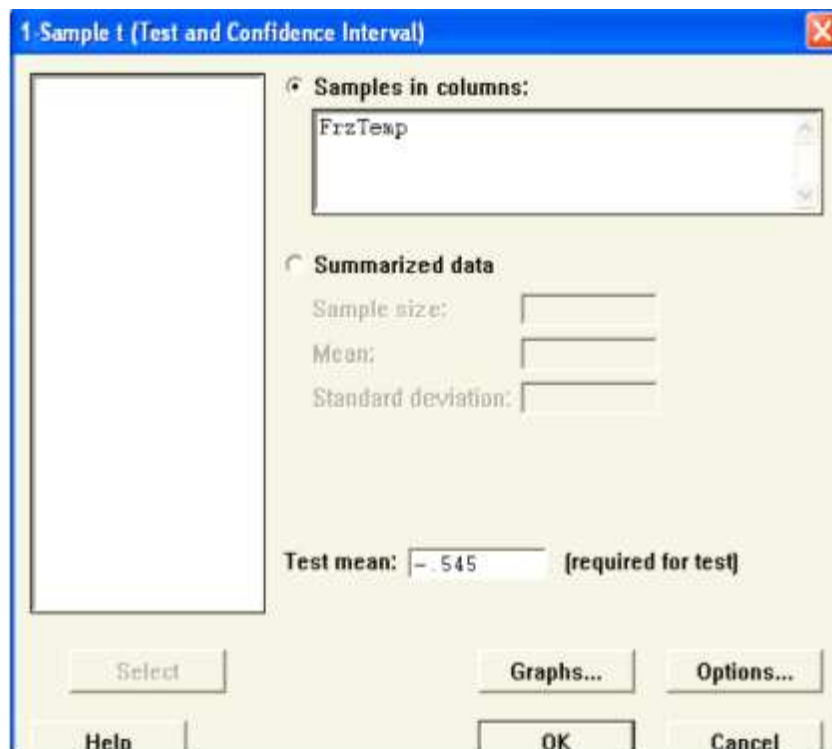 1-Sample t (Test and Confidence Interval)
Samples in columns:
FrzTemp
Summarized data
Sample size:
Mean:
Standard deviation:
Test mean: -.545 (required for test)
Select Graphs... Options...
Help OK Cancel